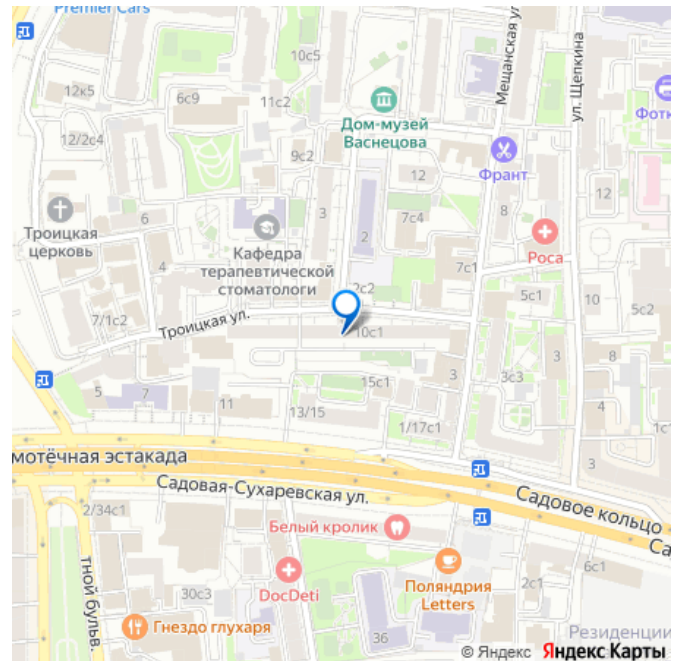 Premier Cars
10с5
12к5
6с9
11с2
Дом-музей
Васнецова
Мещанская ул.
ул. Щепкина
Фотк
Франт
12/2с4
9с2
12
12
3
6
Троицкая
церковь
Кафедра
терапевтической
стоматологи
2
7с4
8
Роса
4
7с1
2с2
5с1
10
5с2
7/1с2
Троицкая ул.
10с1
5
7
11
13/15
15с1
3
3с3
8
4
1/17с1
1с1
3
мотёчная эстакада
Садовая-Сухаревская ул.
Садовое кольцо
Са
2/34с1
Белый кролик
DocDeti
Поляндрия
Letters
2с1
6с1
тной бульв.
30с3
Гнездо глухаря
36
Резиденции
© Яндекс Яндекс Карты